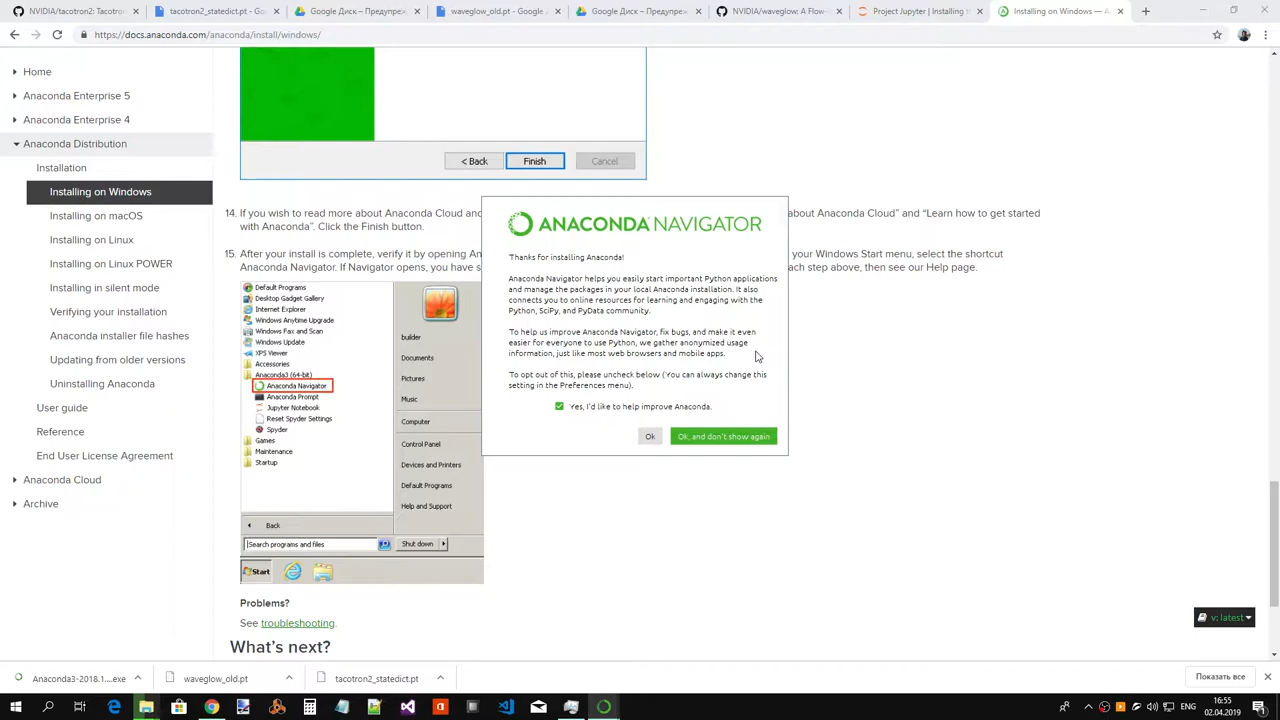 NVIDIA/tacotron2: Tacotron
tacotron2_statedict.pt - Go
Google Диск – Предупреж
waveglow_old.pt - Google
Google Диск – Предупреж
NVIDIA/waveglow: A Flow-
Project Jupyter | Installing t
Installing on Windows — A
https://docs.anaconda.com/anaconda/install/windows/
Home
Anaconda Enterprise 5
Anaconda Enterprise 4
Anaconda Distribution
Installation
Installing on Windows
Installing on macOS
Installing on Linux
Installing on Linux POWER
Installing in silent mode
Verifying your installation
Anaconda installer file hashes
Updating from older versions
Uninstalling Anaconda
User guide
Reference
End User License Agreement
Anaconda Cloud
Archive
< Back
Finish
Cancel
14. If you wish to read more about Anaconda Cloud and about Anaconda Cloud” and “Learn how to get started
with Anaconda”. Click the Finish button.
15. After your install is complete, verify it by opening An your Windows Start menu, select the shortcut
Anaconda Navigator. If Navigator opens, you have s ach step above, then see our Help page.
ANACONDA NAVIGATOR
Thanks for installing Anaconda!
Anaconda Navigator helps you easily start important Python applications
and manage the packages in your local Anaconda installation. It also
connects you to online resources for learning and engaging with the
Python, SciPy, and PyData community.
To help us improve Anaconda Navigator, fix bugs, and make it even
easier for everyone to use Python, we gather anonymized usage
information, just like most web browsers and mobile apps.
To opt out of this, please uncheck below (You can always change this
setting in the Preferences menu).
Yes, I'd like to help improve Anaconda.
Ok
Ok, and don't show again
Default Programs
Desktop Gadget Gallery
Internet Explorer
Windows Anytime Upgrade
Windows Fax and Scan
Windows Update
XPS Viewer
Accessories
Anaconda3 (64-bit)
Anaconda Navigator
Anaconda Prompt
Jupyter Notebook
Reset Spyder Settings
Spyder
Games
Maintenance
Startup
Back
Search programs and files
builder
Documents
Pictures
Music
Computer
Control Panel
Devices and Printers
Default Programs
Help and Support
Shut down
Start
Problems?
See troubleshooting.
What’s next?
v: latest
Anaconda3-2018.1....exe
waveglow_old.pt
tacotron2_statedict.pt
Показать все
16:55
02.04.2019